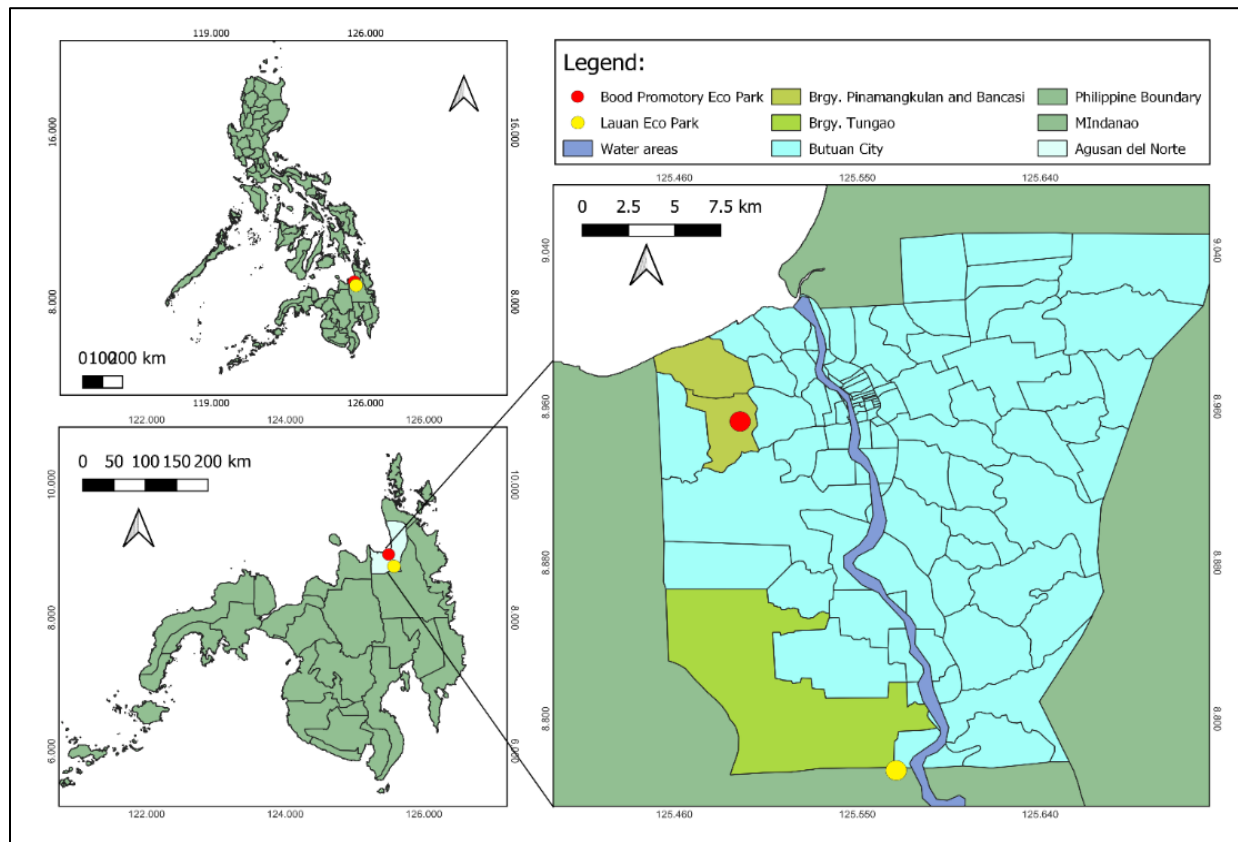 119.000 126.000
16.000 16.000
8.000 8.000
0 100 200 km
119.000 126.000
122.000 124.000 126.000
0 50 100 150 200 km
10.000 10.000
8.000 8.000
6.000 6.000
122.000 124.000 126.000
Legend:
Bood Promotory Eco Park
Lauan Eco Park
Water areas
Brgy. Pinamangkulan and Bancasi
Brgy. Tungao
Butuan City
Philippine Boundary
MIndanao
Agusan del Norte
125.460 125.550 125.640
0 2.5 5 7.5 km
9.040 9.040
8.960 8.960
8.880 8.880
8.800 8.800
125.460 125.550 125.640